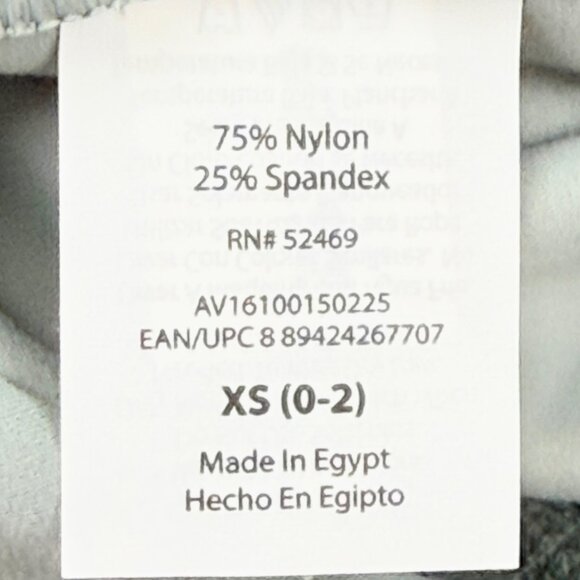 75% Nylon
25% Spandex
RN# 52469
AV16100150225
EAN/UPC 8 89424267707
XS (0-2)
Made In Egypt
Hecho En Egipto